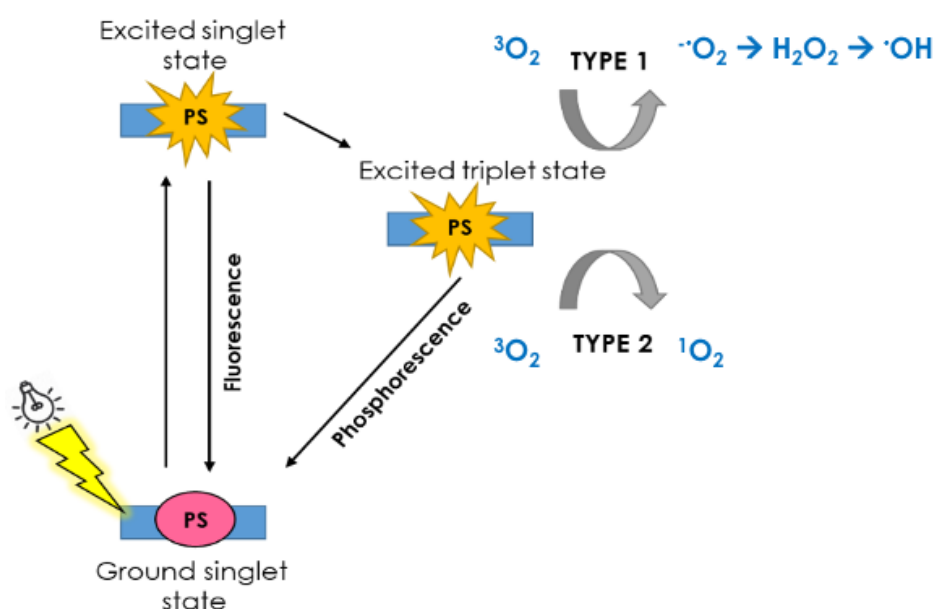 Excited singlet
state
PS
³O₂ TYPE 1 ⁻·O₂ → H₂O₂ → ·OH
Excited triplet state
PS
Fluorescence
Phosphorescence
³O₂ TYPE 2 ¹O₂
PS
Ground singlet
state